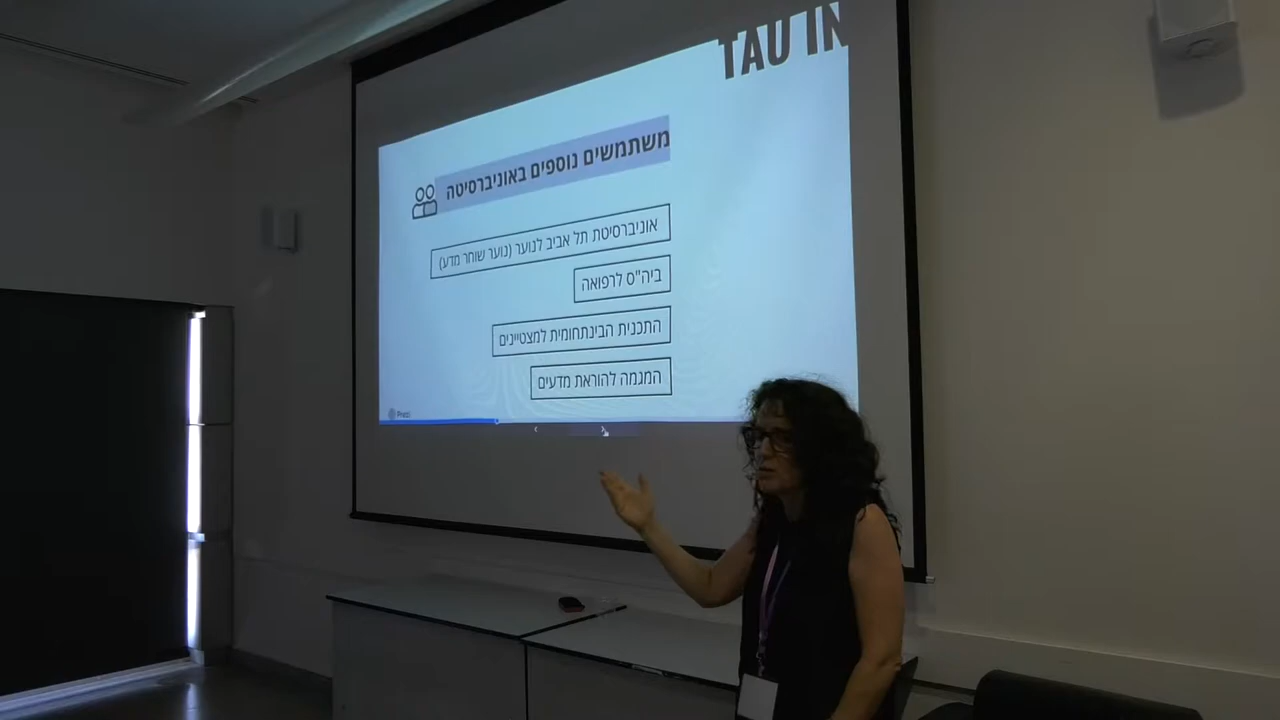 TAU IN
משתמשים נוספים באוניברסיטה
אוניברסיטת תל אביב לנוער (נוער שוחר מדע)
ביה"ס לרפואה
התכנית הבינתחומית למצטיינים
המגמה להוראת מדעים
Prezi